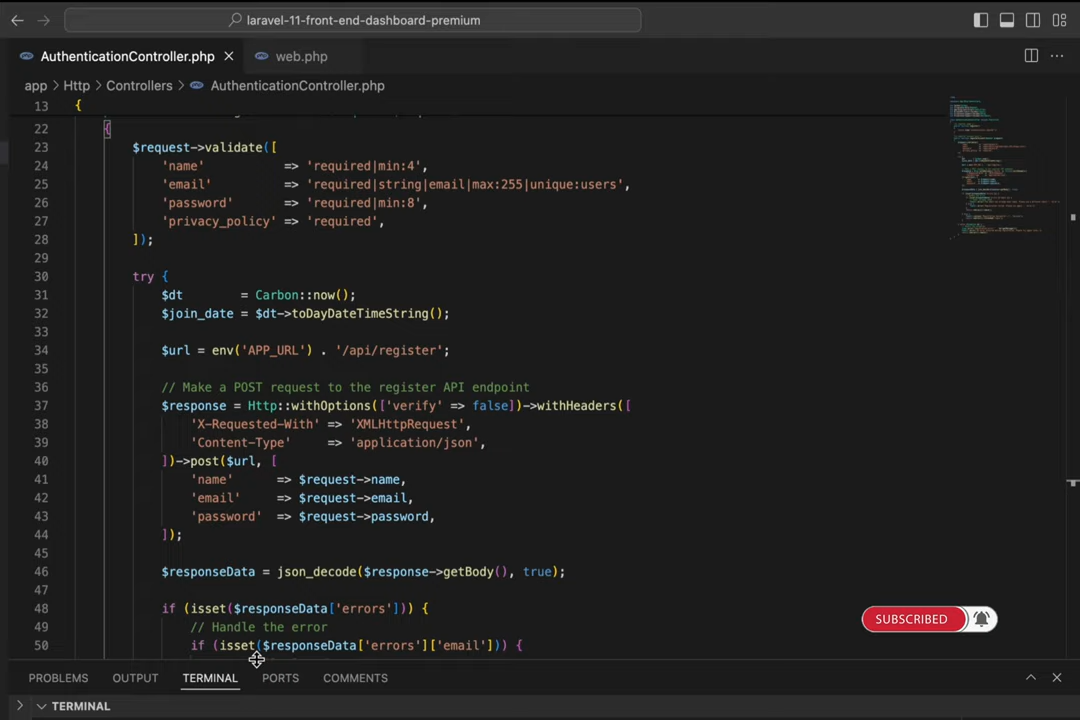 laravel-11-front-end-dashboard-premium
AuthenticationController.php web.php
app > Http > Controllers > AuthenticationController.php
13 {
22 {
23 $request->validate([
24 'name' => 'required|min:4',
25 'email' => 'required|string|email|max:255|unique:users',
26 'password' => 'required|min:8',
27 'privacy_policy' => 'required',
28 ]);
29
30 try {
31 $dt = Carbon::now();
32 $join_date = $dt->toDayDateTimeString();
33
34 $url = env('APP_URL') . '/api/register';
35
36 // Make a POST request to the register API endpoint
37 $response = Http::withOptions(['verify' => false])->withHeaders([
38 'X-Requested-With' => 'XMLHttpRequest',
39 'Content-Type' => 'application/json',
40 ])->post($url, [
41 'name' => $request->name,
42 'email' => $request->email,
43 'password' => $request->password,
44 ]);
45
46 $responseData = json_decode($response->getBody(), true);
47
48 if (isset($responseData['errors'])) {
49 // Handle the error
50 if (isset($responseData['errors']['email'])) {
SUBSCRIBED
PROBLEMS OUTPUT TERMINAL PORTS COMMENTS
TERMINAL